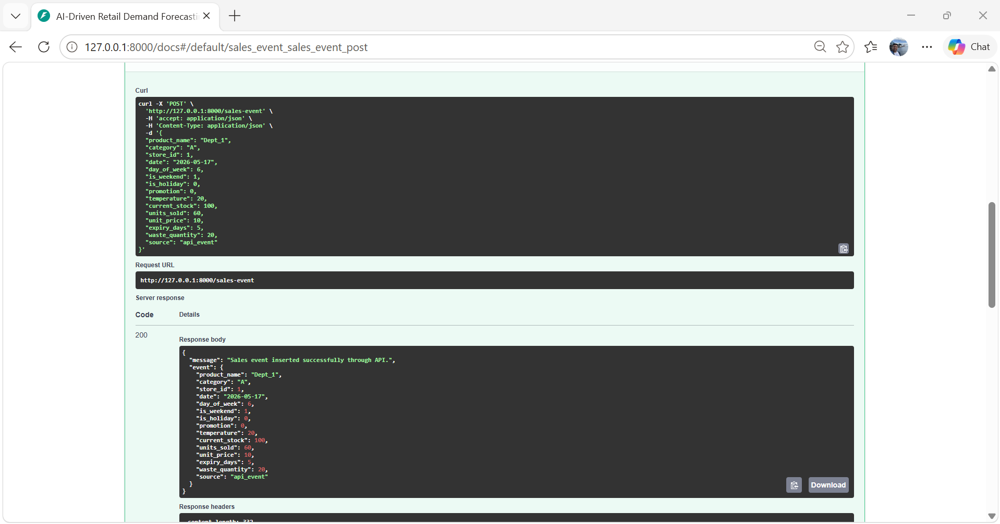 AI-Driven Retail Demand Forecasti
127.0.0.1:8000/docs#/default/sales_event_sales_event_post
Chat
Curl
curl -X 'POST' \
  'http://127.0.0.1:8000/sales-event' \
  -H 'accept: application/json' \
  -H 'Content-Type: application/json' \
  -d '{
  "product_name": "Dept_1",
  "category": "A",
  "store_id": 1,
  "date": "2026-05-17",
  "day_of_week": 6,
  "is_weekend": 1,
  "is_holiday": 0,
  "promotion": 0,
  "temperature": 20,
  "current_stock": 100,
  "units_sold": 60,
  "unit_price": 10,
  "expiry_days": 5,
  "waste_quantity": 20,
  "source": "api_event"
}'
Request URL
http://127.0.0.1:8000/sales-event
Server response
Code Details
200
Response body
{
  "message": "Sales event inserted successfully through API.",
  "event": {
    "product_name": "Dept_1",
    "category": "A",
    "store_id": 1,
    "date": "2026-05-17",
    "day_of_week": 6,
    "is_weekend": 1,
    "is_holiday": 0,
    "promotion": 0,
    "temperature": 20,
    "current_stock": 100,
    "units_sold": 60,
    "unit_price": 10,
    "expiry_days": 5,
    "waste_quantity": 20,
    "source": "api_event"
  }
}
Download
Response headers
content-length: 332